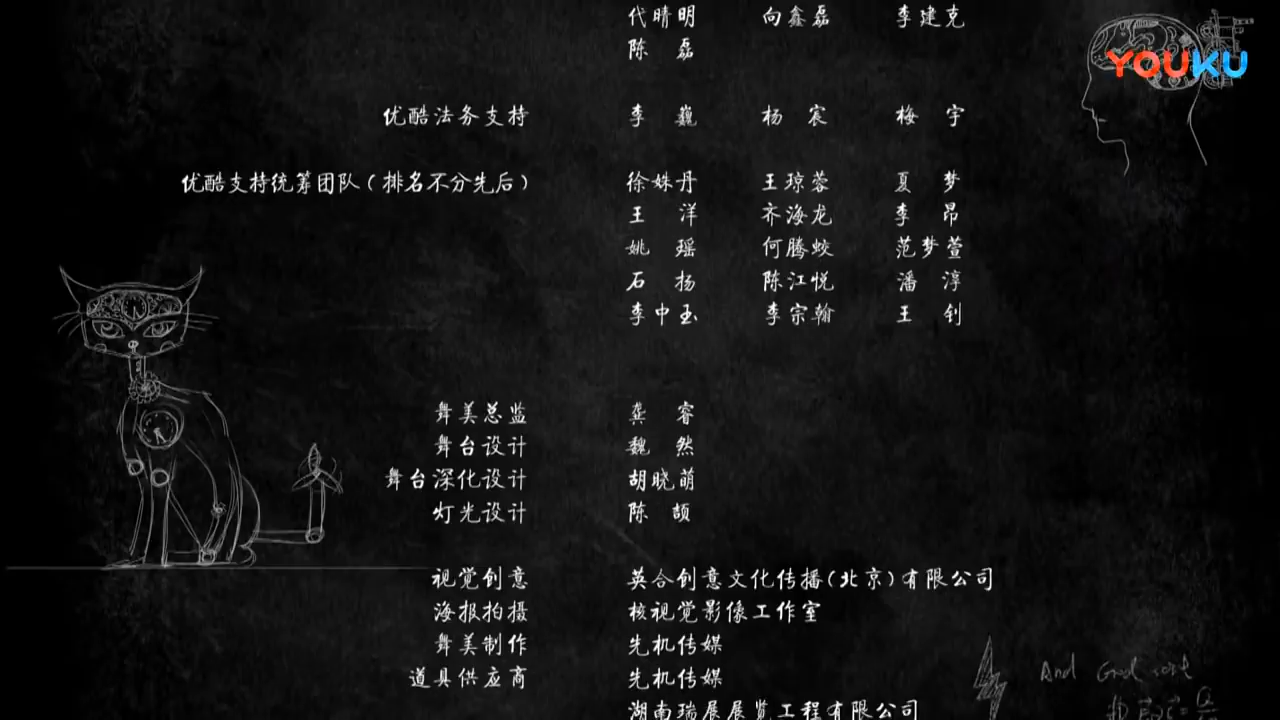 代晴明 向鑫磊 李建克
陈 磊
YOUKU
优酷法务支持 李 巍 杨 宸 梅 宇
优酷支持统筹团队(排名不分先后) 徐姝丹 王琼蓉 夏 梦
王 洋 齐海龙 李 昂
姚 瑶 何腾蛟 范梦萱
石 扬 陈江悦 潘 淳
李中玉 李宗翰 王 钊
舞美总监 龚 睿
舞台设计 魏 然
舞台深化设计 胡晓萌
灯光设计 陈 颉
视觉创意 英合创意文化传播(北京)有限公司
海报拍摄 核视觉影像工作室
舞美制作 先机传媒
道具供应商 先机传媒
湖南瑞展展览工程有限公司
And God